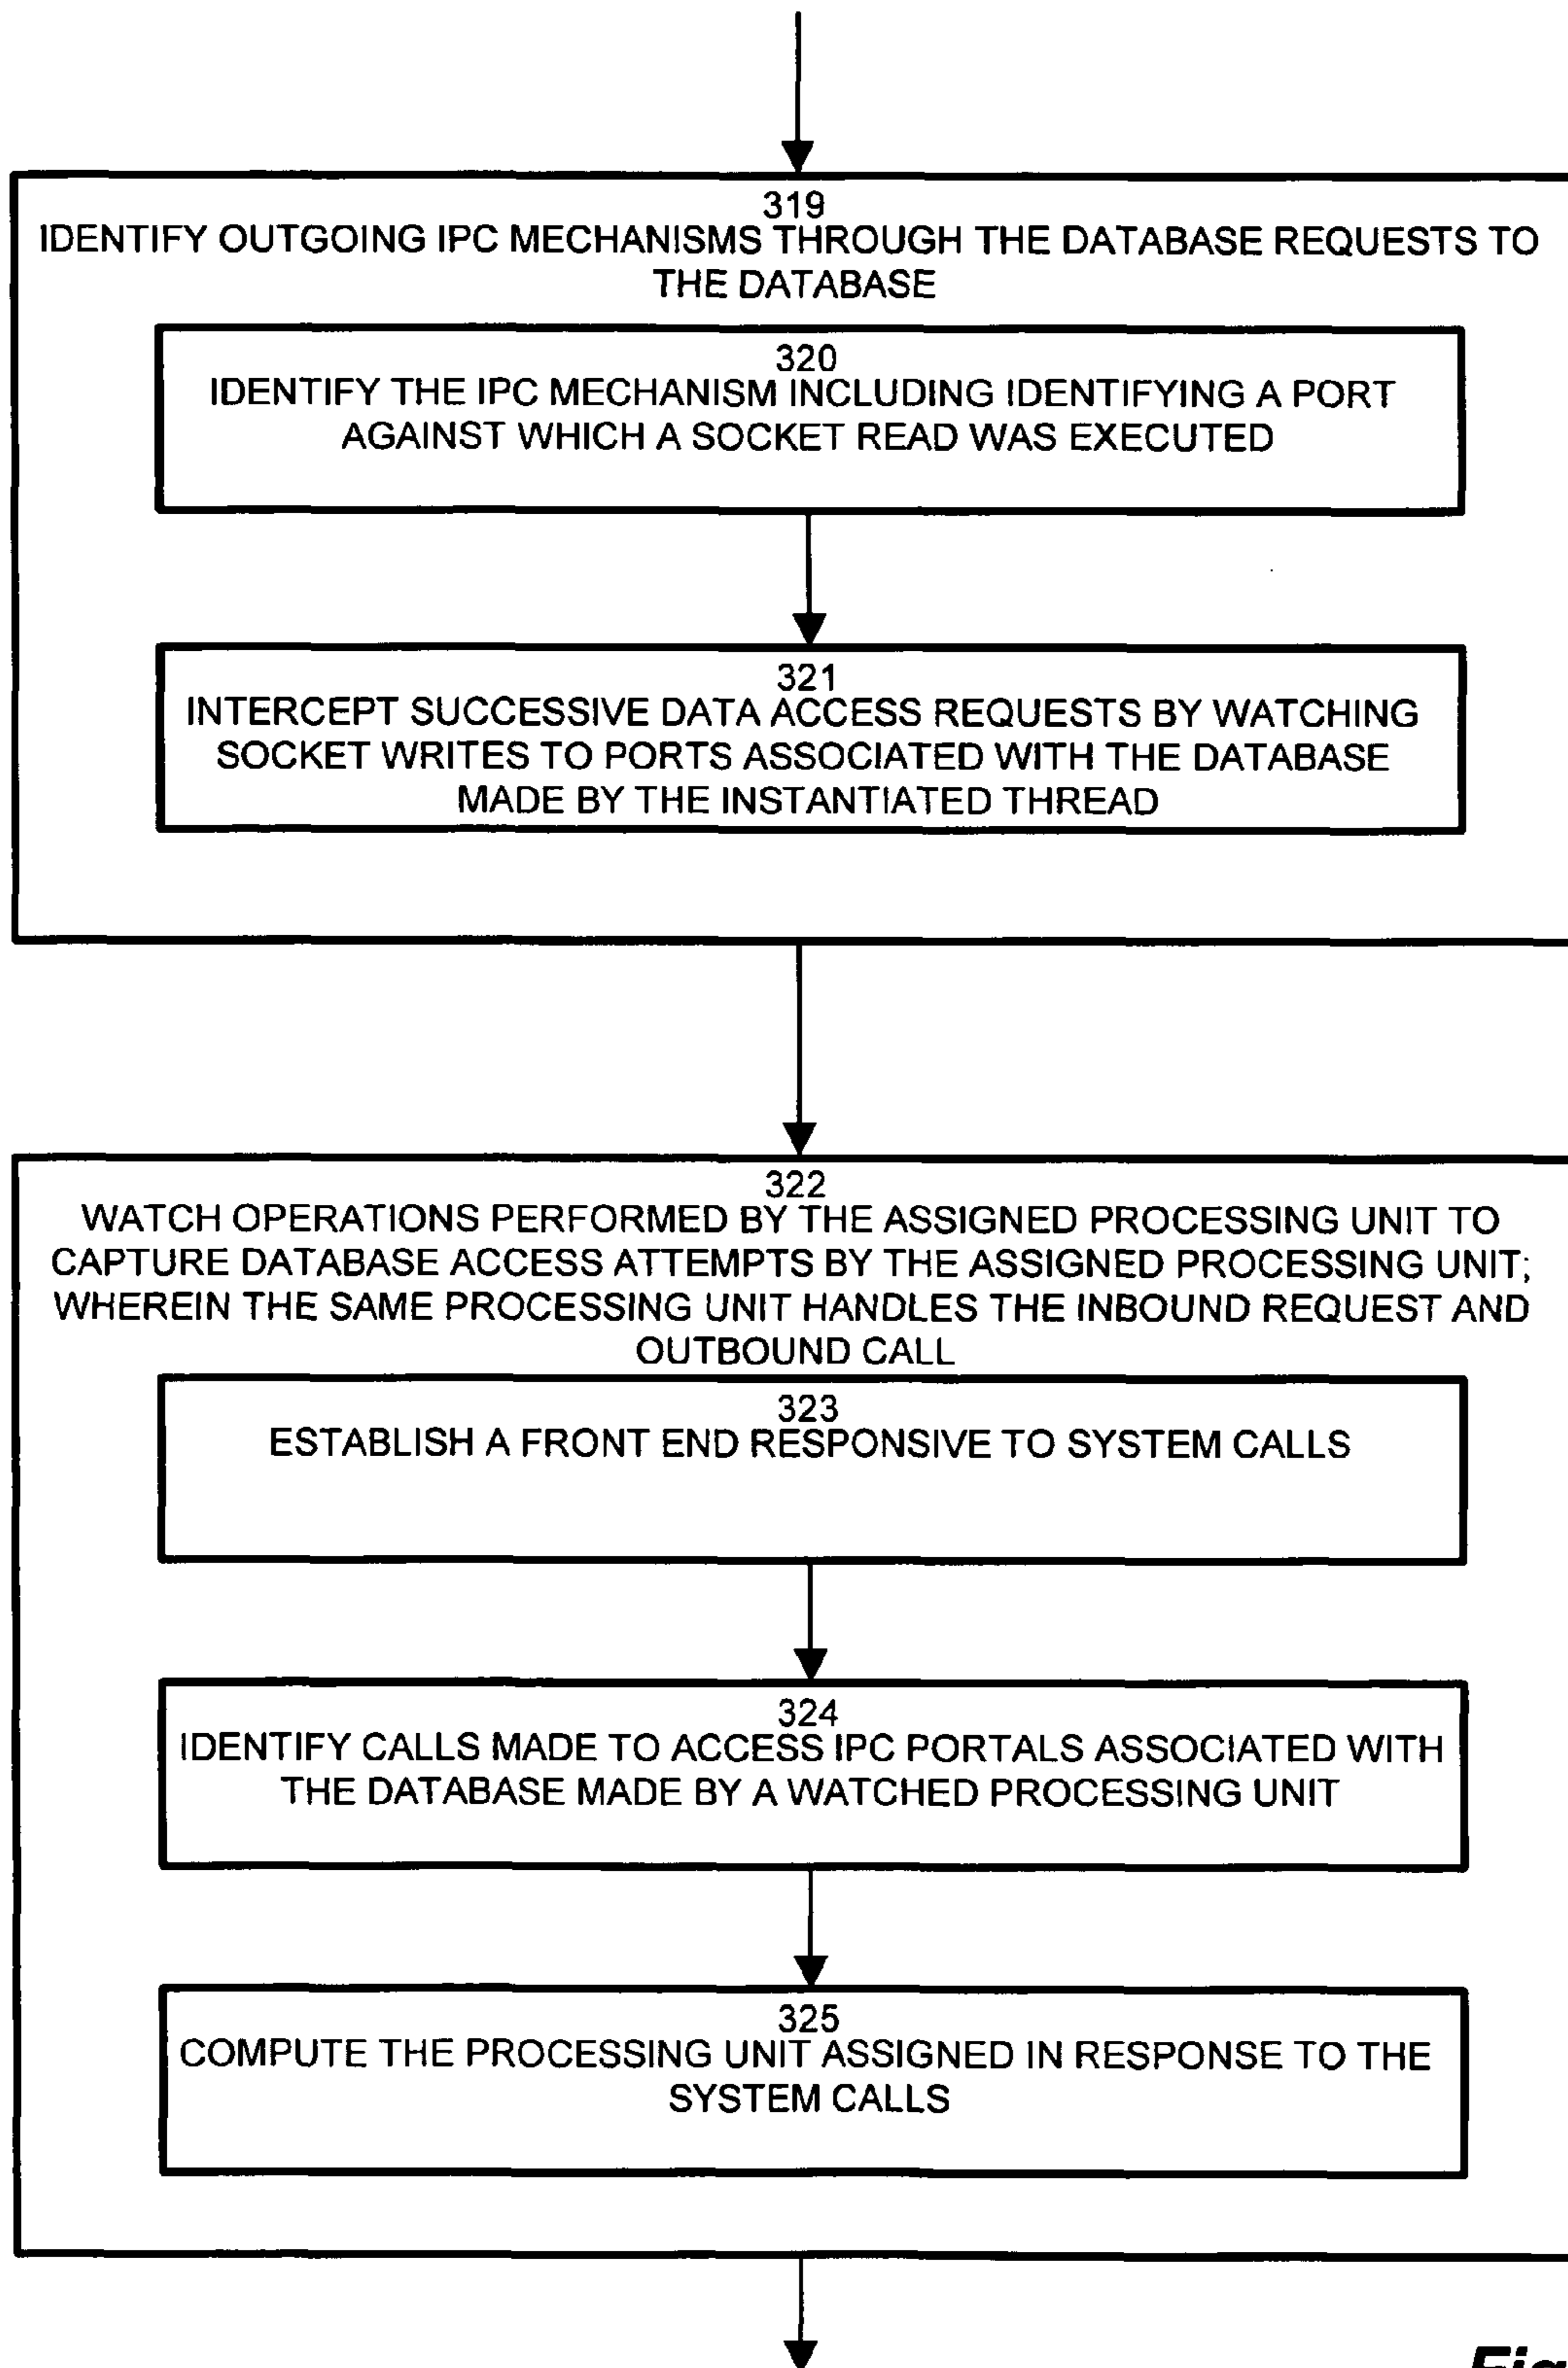 319
IDENTIFY OUTGOING IPC MECHANISMS THROUGH THE DATABASE REQUESTS TO
THE DATABASE
320
IDENTIFY THE IPC MECHANISM INCLUDING IDENTIFYING A PORT
AGAINST WHICH A SOCKET READ WAS EXECUTED
321
INTERCEPT SUCCESSIVE DATA ACCESS REQUESTS BY WATCHING
SOCKET WRITES TO PORTS ASSOCIATED WITH THE DATABASE
MADE BY THE INSTANTIATED THREAD
322
WATCH OPERATIONS PERFORMED BY THE ASSIGNED PROCESSING UNIT TO
CAPTURE DATABASE ACCESS ATTEMPTS BY THE ASSIGNED PROCESSING UNIT;
WHEREIN THE SAME PROCESSING UNIT HANDLES THE INBOUND REQUEST AND
OUTBOUND CALL
323
ESTABLISH A FRONT END RESPONSIVE TO SYSTEM CALLS
324
IDENTIFY CALLS MADE TO ACCESS IPC PORTALS ASSOCIATED WITH
THE DATABASE MADE BY A WATCHED PROCESSING UNIT
325
COMPUTE THE PROCESSING UNIT ASSIGNED IN RESPONSE TO THE
SYSTEM CALLS